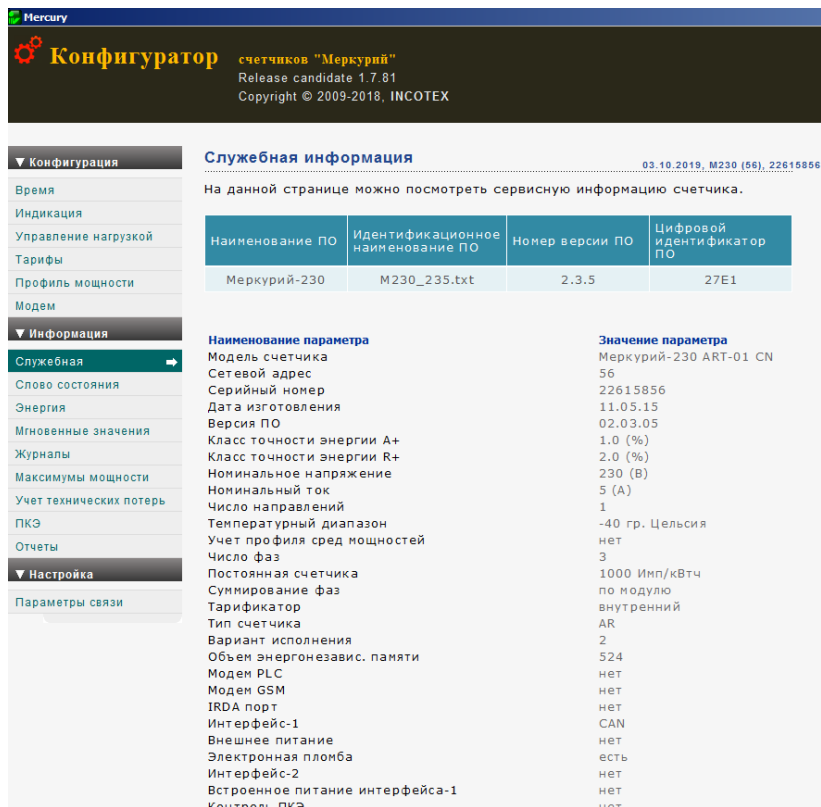 Mercury
Конфигуратор
счетчиков "Меркурий"
Release candidate 1.7.81
Copyright © 2009-2018, INCOTEX
▼ Конфигурация
Время
Индикация
Управление нагрузкой
Тарифы
Профиль мощности
Модем
▼ Информация
Служебная
Слово состояния
Энергия
Мгновенные значения
Журналы
Максимумы мощности
Учет технических потерь
ПКЭ
Отчеты
▼ Настройка
Параметры связи
Служебная информация
03.10.2019, M230 (56), 22615856
На данной странице можно посмотреть сервисную информацию счетчика.
Наименование ПО Идентификационное наименование ПО Номер версии ПО Цифровой идентификатор ПО
Меркурий-230 M230_235.txt 2.3.5 27E1
Наименование параметра Значение параметра
Модель счетчика Меркурий-230 ART-01 CN
Сетевой адрес 56
Серийный номер 22615856
Дата изготовления 11.05.15
Версия ПО 02.03.05
Класс точности энергии A+ 1.0 (%)
Класс точности энергии R+ 2.0 (%)
Номинальное напряжение 230 (В)
Номинальный ток 5 (А)
Число направлений 1
Температурный диапазон -40 гр. Цельсия
Учет профиля сред мощностей нет
Число фаз 3
Постоянная счетчика 1000 Имп/кВтч
Суммирование фаз по модулю
Тарификатор внутренний
Тип счетчика AR
Вариант исполнения 2
Объем энергонезавис. памяти 524
Модем PLC нет
Модем GSM нет
IRDA порт нет
Интерфейс-1 CAN
Внешнее питание нет
Электронная пломба есть
Интерфейс-2 нет
Встроенное питание интерфейса-1 нет
Контроль ПКЭ нет